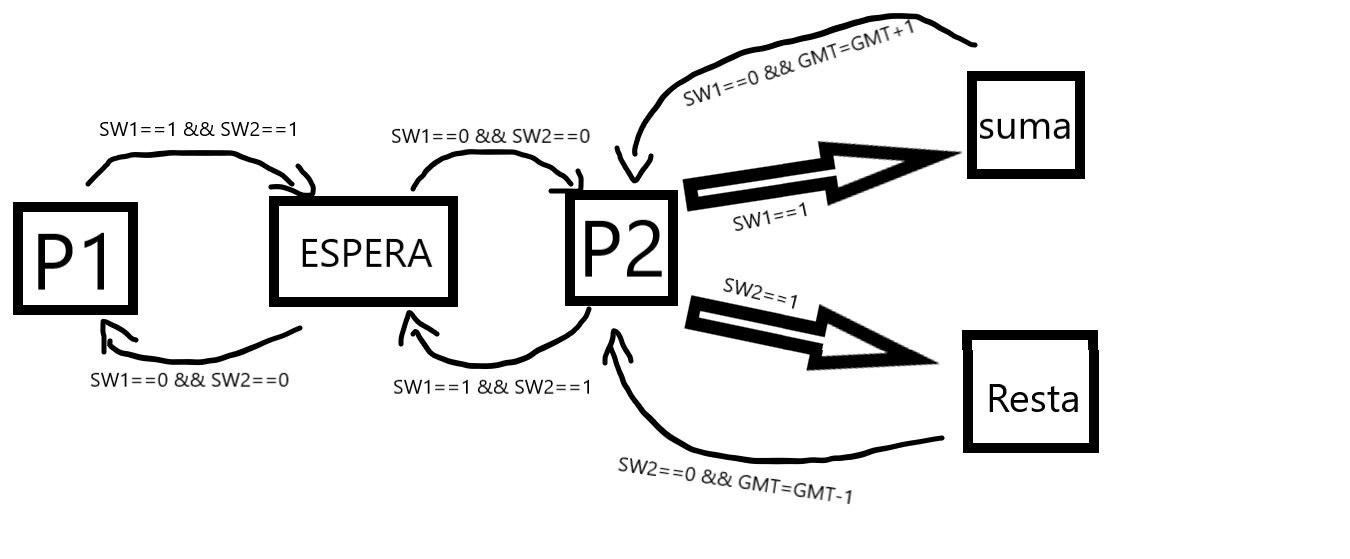 SW1==0 && GMT=GMT+1
suma
SW1==1 && SW2==1
SW1==0 && SW2==0
SW1==1
P1
ESPERA
P2
SW2==1
Resta
SW1==0 && SW2==0
SW1==1 && SW2==1
SW2==0 && GMT=GMT-1